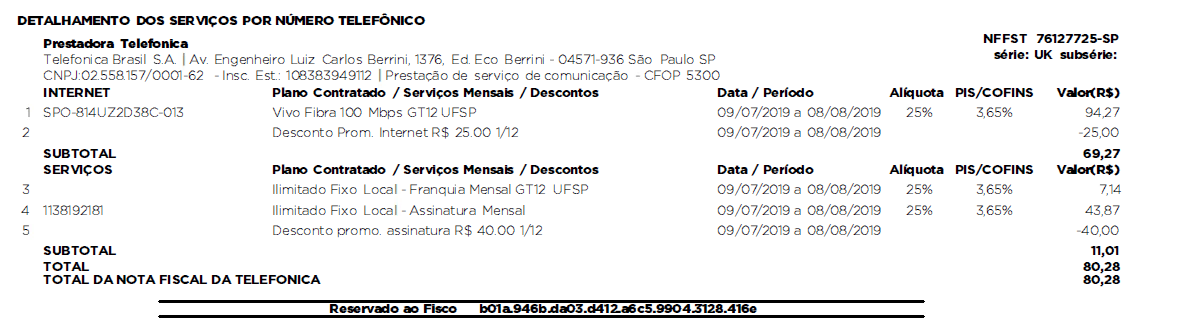 DETALHAMENTO DOS SERVIÇOS POR NÚMERO TELEFÔNICO
Prestadora Telefonica NFFST 76127725-SP
Telefonica Brasil S.A. | Av. Engenheiro Luiz Carlos Berrini, 1376, Ed. Eco Berrini - 04571-936 São Paulo SP série: UK subsérie:
CNPJ:02.558.157/0001-62 - Insc. Est.: 108383949112 | Prestação de serviço de comunicação - CFOP 5300
INTERNET Plano Contratado / Serviços Mensais / Descontos Data / Período Alíquota PIS/COFINS Valor(R$)
1 SPO-814UZ2D38C-013 Vivo Fibra 100 Mbps GT12 UFSP 09/07/2019 a 08/08/2019 25% 3,65% 94,27
2 Desconto Prom. Internet R$ 25.00 1/12 09/07/2019 a 08/08/2019 -25,00
SUBTOTAL 69,27
SERVIÇOS Plano Contratado / Serviços Mensais / Descontos Data / Período Alíquota PIS/COFINS Valor(R$)
3 Ilimitado Fixo Local - Franquia Mensal GT12 UFSP 09/07/2019 a 08/08/2019 25% 3,65% 7,14
4 1138192181 Ilimitado Fixo Local - Assinatura Mensal 09/07/2019 a 08/08/2019 25% 3,65% 43,87
5 Desconto promo. assinatura R$ 40.00 1/12 09/07/2019 a 08/08/2019 -40,00
SUBTOTAL 11,01
TOTAL 80,28
TOTAL DA NOTA FISCAL DA TELEFONICA 80,28
Reservado ao Fisco b01a.946b.da03.d412.a6c5.9904.3128.416e